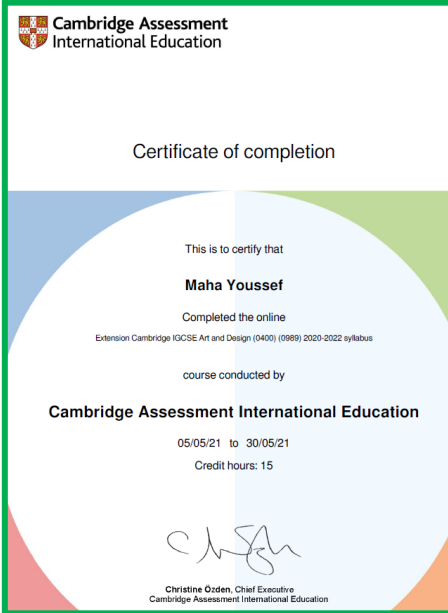 Cambridge Assessment
International Education
Certificate of completion
This is to certify that
Maha Youssef
Completed the online
Extension Cambridge IGCSE Art and Design (0400) (0989) 2020-2022 syllabus
course conducted by
Cambridge Assessment International Education
05/05/21 to 30/05/21
Credit hours: 15
Christine Özden, Chief Executive
Cambridge Assessment International Education